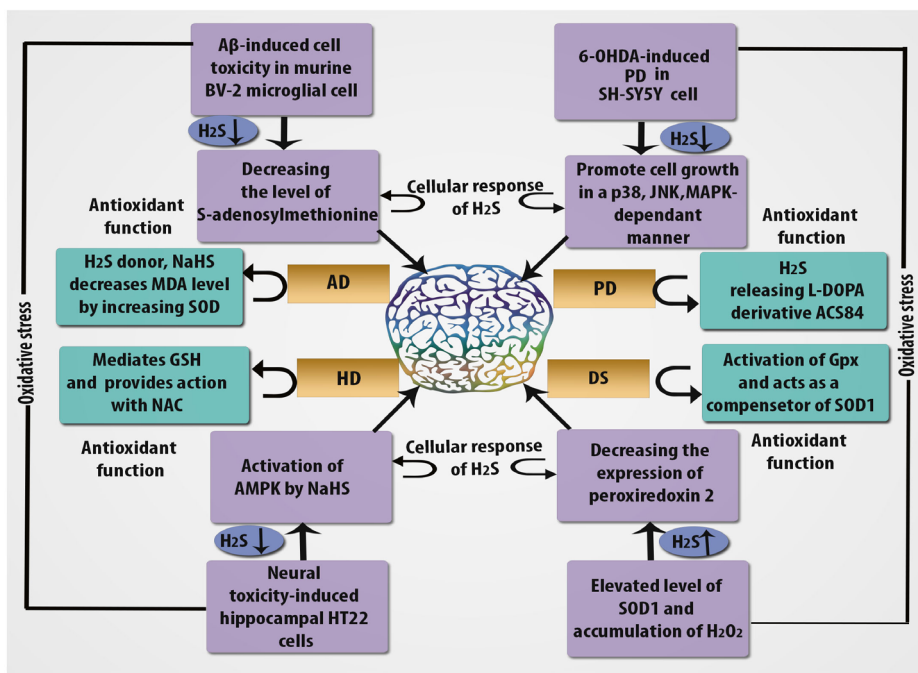 Aβ-induced cell
toxicity in murine
BV-2 microglial cell
6-OHDA-induced
PD in
SH-SY5Y cell
H2S↓
H2S↓
Decreasing
the level of
S-adenosylmethionine
Cellular response
of H2S
Promote cell growth
in a p38, JNK,MAPK-
dependant
manner
Antioxidant
function
Antioxidant
function
H2S donor, NaHS
decreases MDA level
by increasing SOD
AD
PD
H2S
releasing L-DOPA
derivative ACS84
Oxidative stress
Oxidative stress
Mediates GSH
and provides action
with NAC
HD
DS
Activation of Gpx
and acts as a
compensetor of SOD1
Antioxidant
function
Antioxidant
function
Activation of
AMPK by NaHS
Cellular response
of H2S
Decreasing the
expression of
peroxiredoxin 2
H2S↓
H2S↑
Neural
toxicity-induced
hippocampal HT22
cells
Elevated level of
SOD1 and
accumulation of H2O2